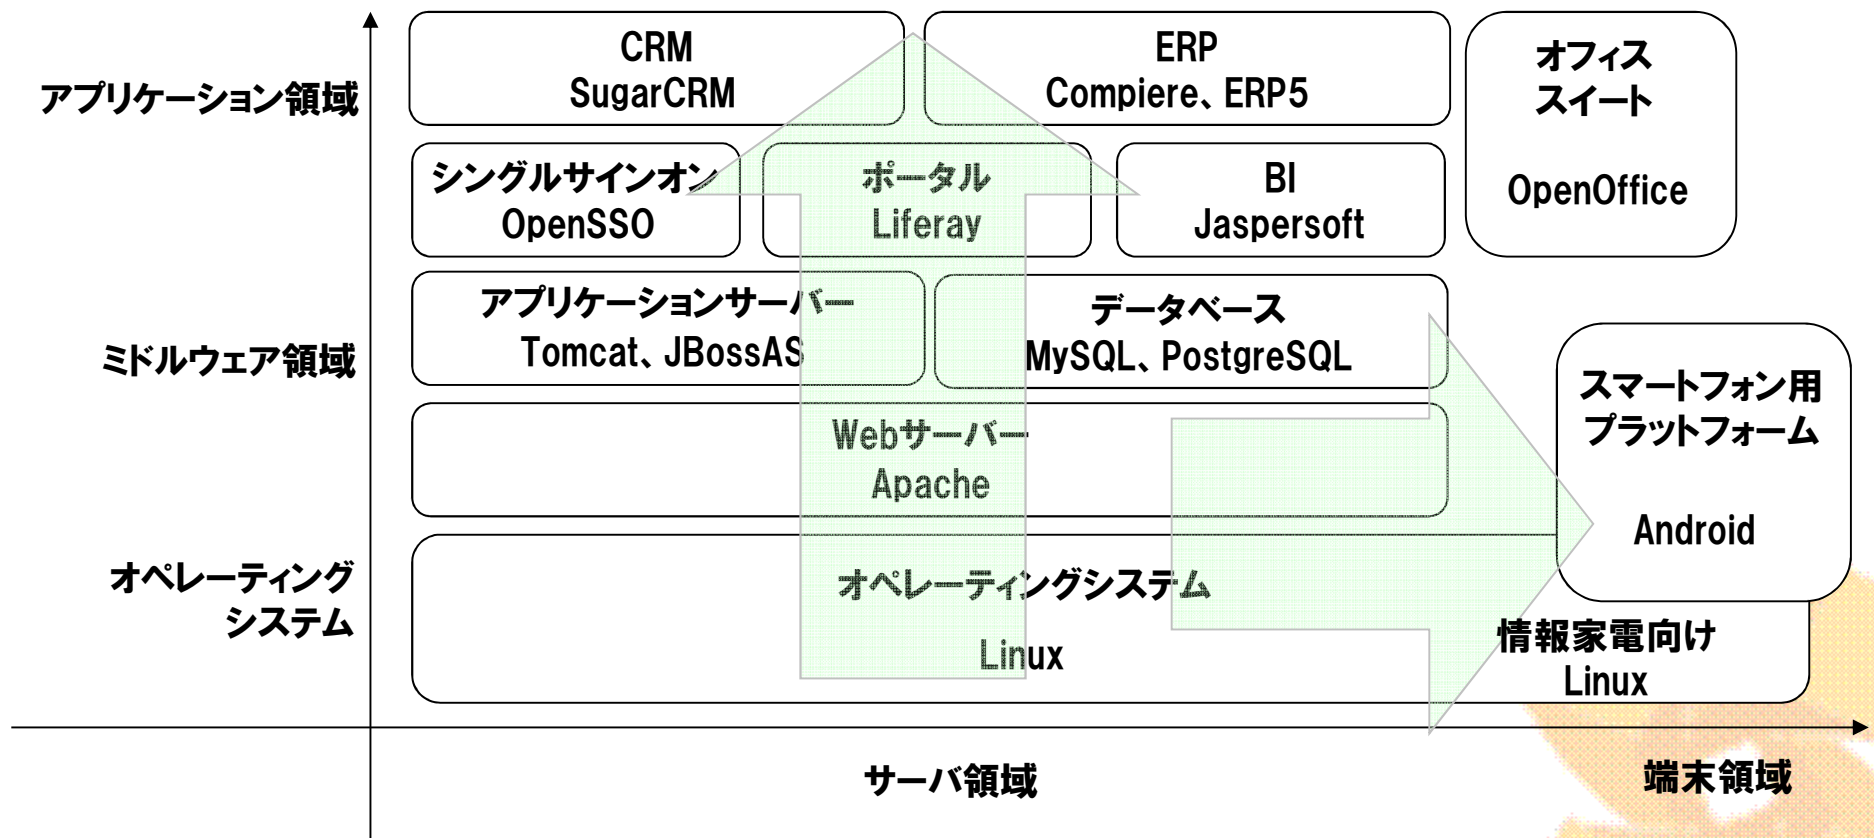 アプリケーション領域
CRM
SugarCRM
ERP
Compiere、ERP5
オフィス
スイート
OpenOffice
シングルサインオン
OpenSSO
ポータル
Liferay
BI
Jaspersoft
ミドルウェア領域
アプリケーションサーバー
Tomcat、JBossAS
データベース
MySQL、PostgreSQL
スマートフォン用
プラットフォーム
Android
Webサーバー
Apache
オペレーティング
システム
オペレーティングシステム
Linux
情報家電向け
Linux
サーバ領域
端末領域